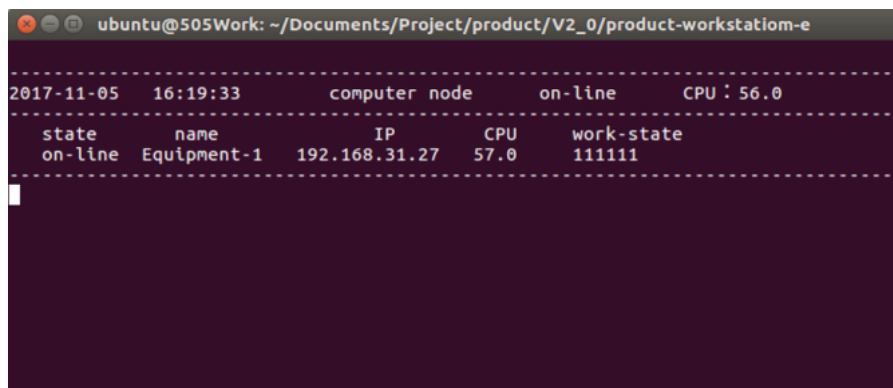 ubuntu@505Work: ~/Documents/Project/product/V2_0/product-workstatiom-e
2017-11-05 16:19:33 computer node on-line CPU：56.0
state name IP CPU work-state
on-line Equipment-1 192.168.31.27 57.0 111111